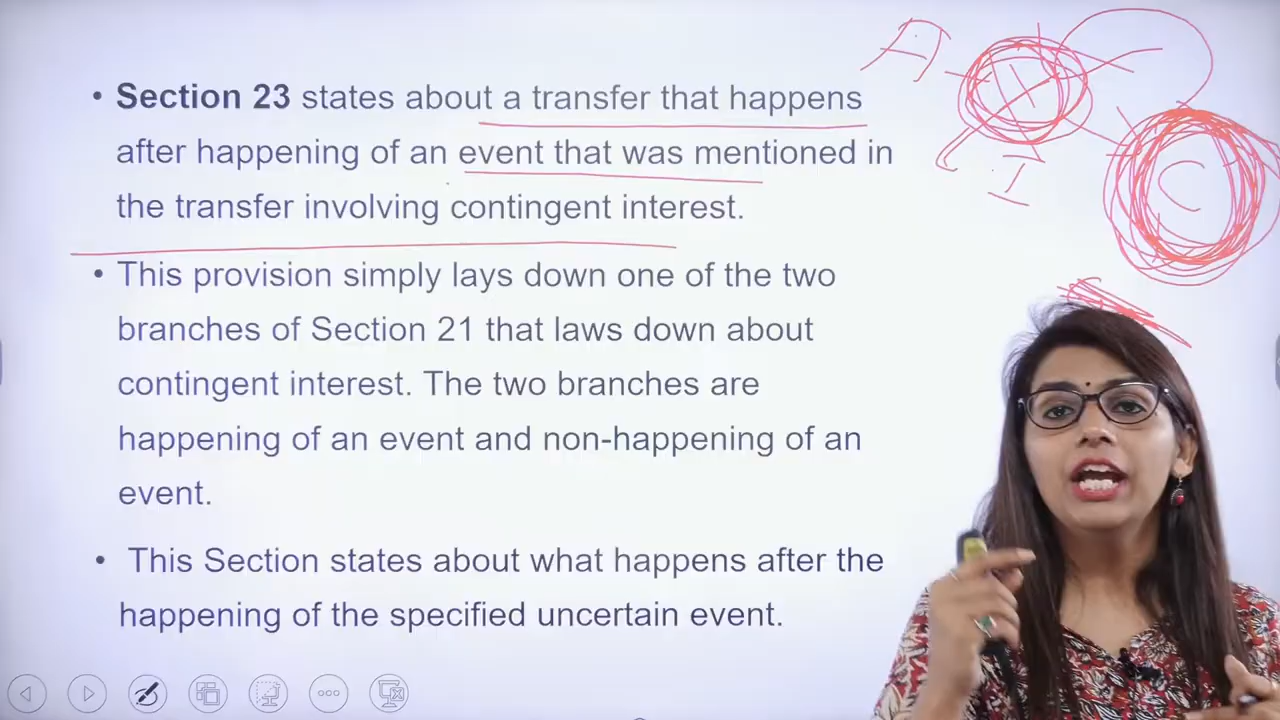 • Section 23 states about a transfer that happens
after happening of an event that was mentioned in
the transfer involving contingent interest.
• This provision simply lays down one of the two
branches of Section 21 that laws down about
contingent interest. The two branches are
happening of an event and non-happening of an
event.
• This Section states about what happens after the
happening of the specified uncertain event.
A
I
C